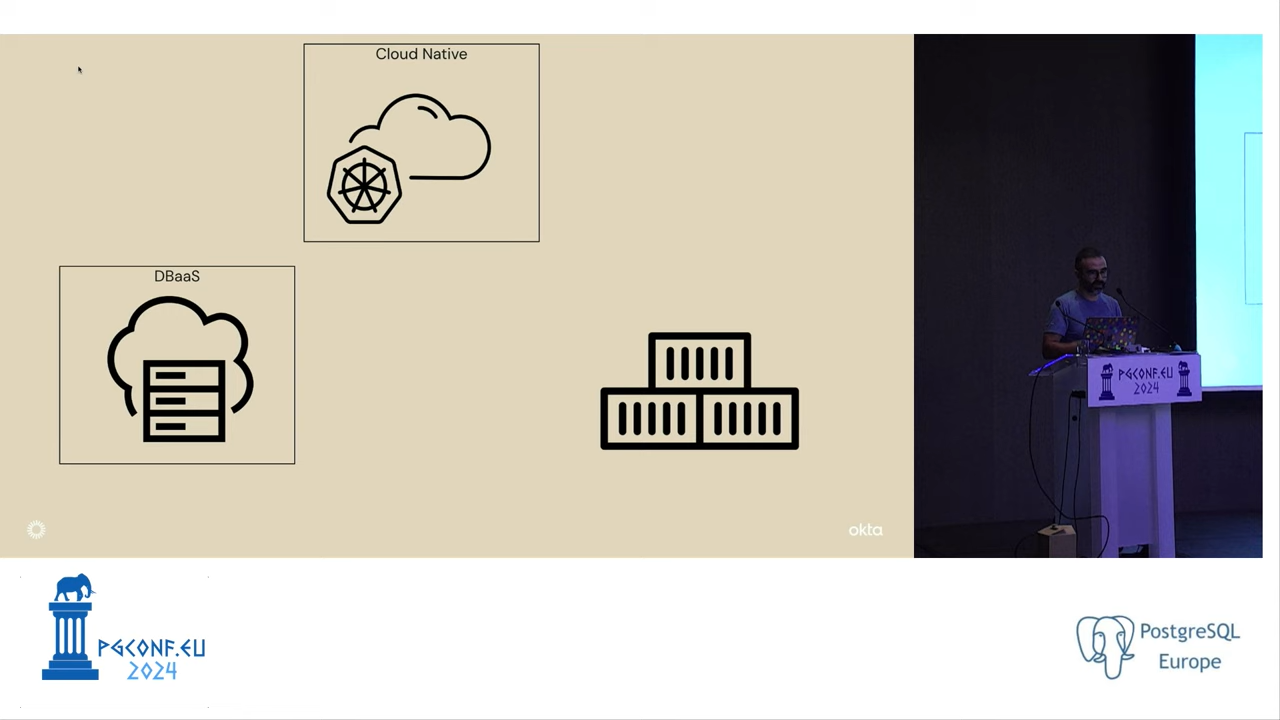 Cloud Native
DBaaS
okta
PGCONF.EU
2024
PGCONF.EU
2024
PostgreSQL
Europe